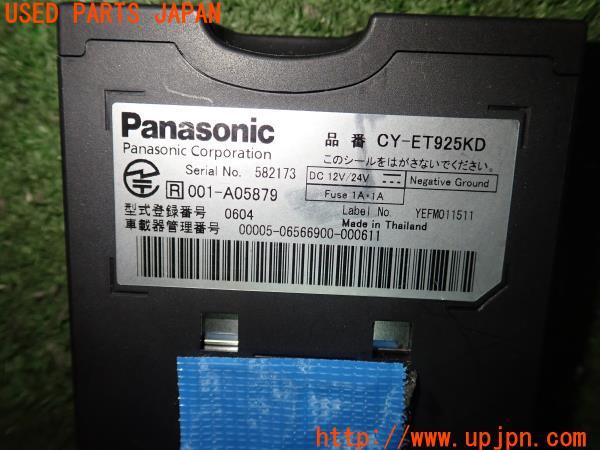 USED PARTS JAPAN
Panasonic
Panasonic Corporation
品番 CY-ET925KD
このシールをはがさないでください。
Serial No. 582173
DC 12V/24V Negative Ground
Fuse 1A・1A
R 001-A05879
Label No. YEFM011511
Made in Thailand
型式登録番号 0604
車載器管理番号 00005-06566900-000611
UPJ www.upjpn.com